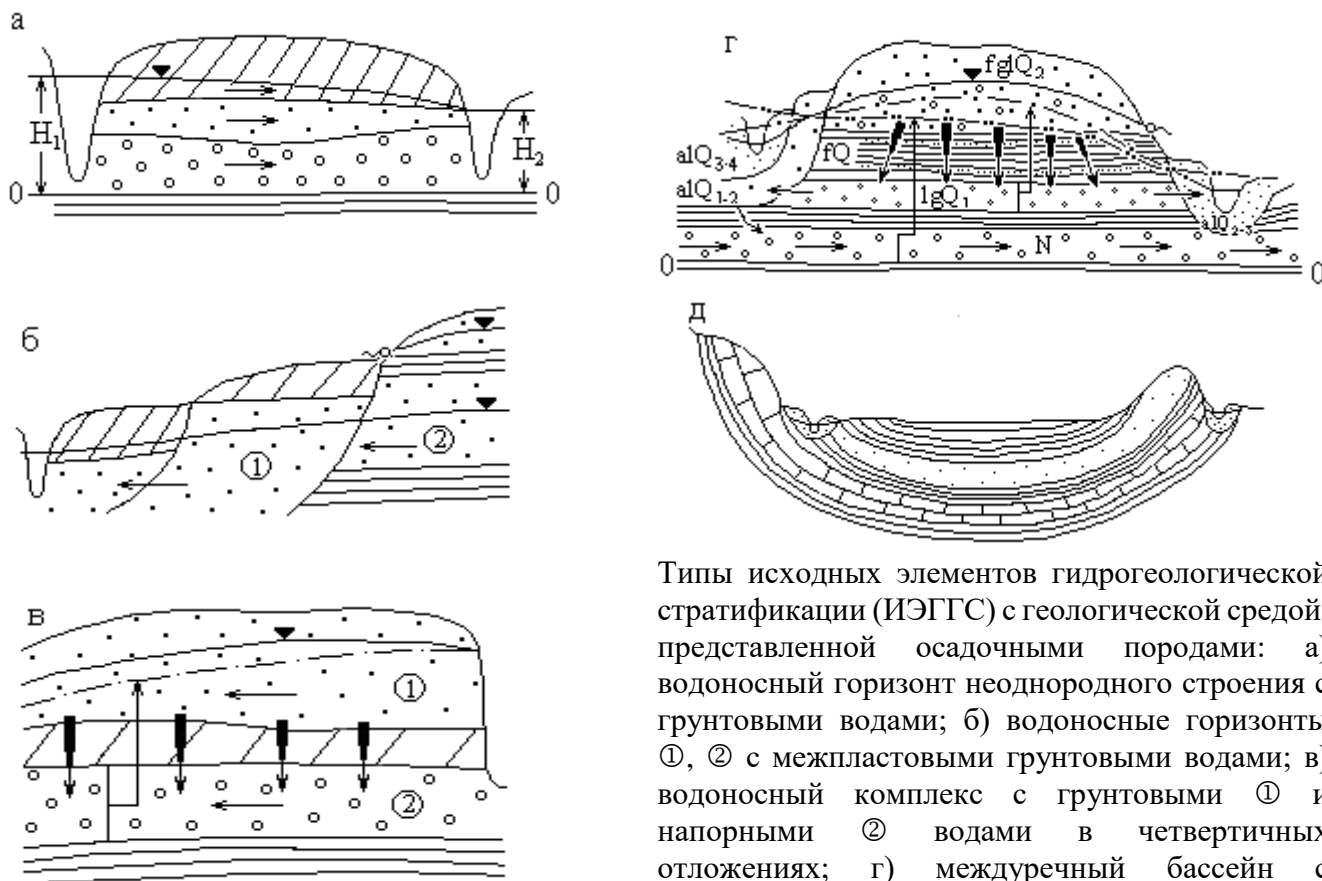 а
H₁
H₂
0
0
б
①
②
в
①
②
г
fglQ₂
alQ₃₋₄
fQ
alQ₁₋₂
lgQ₁
alQ₂₋₃
N
0
0
д
Типы исходных элементов гидрогеологической
стратификации (ИЭГГС) с геологической средой
представленной осадочными породами: а)
водоносный горизонт неоднородного строения с
грунтовыми водами; б) водоносные горизонты
①, ② с межпластовыми грунтовыми водами; в)
водоносный комплекс с грунтовыми ① и
напорными ② водами в четвертичных
отложениях; г) междуречный бассейн с